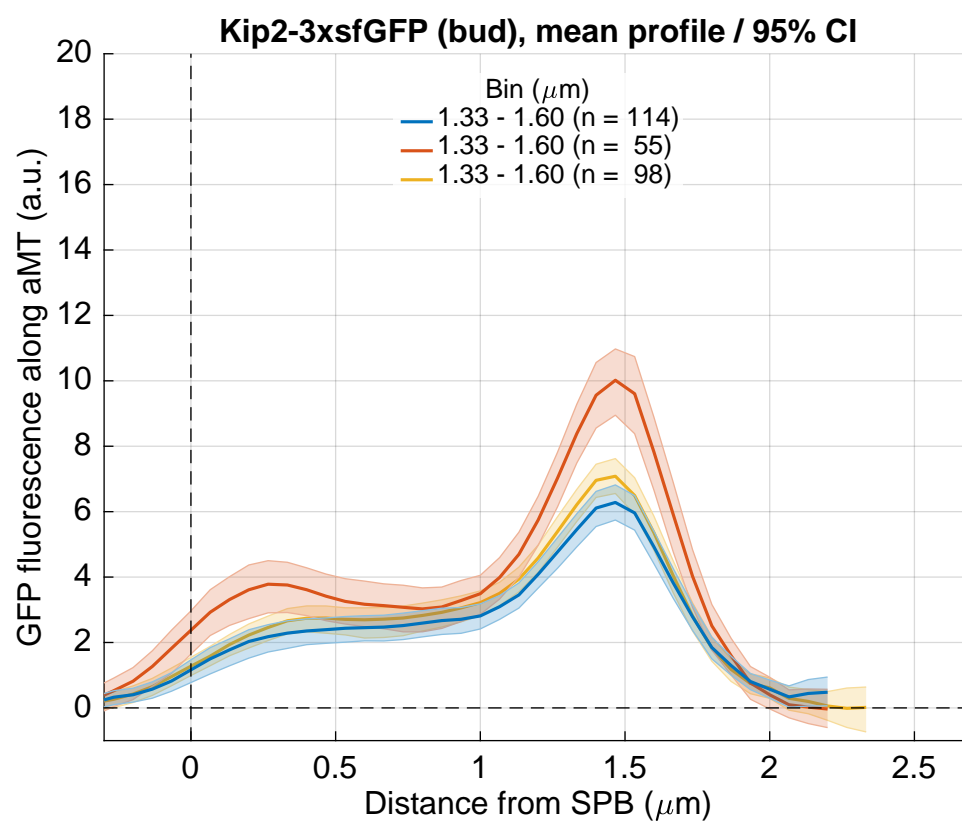 Kip2-3xsfGFP (bud), mean profile / 95% CI
20
18
16
14
12
10
8
6
4
2
0
GFP fluorescence along aMT (a.u.)
Bin (μm)
1.33 - 1.60 (n = 114)
1.33 - 1.60 (n = 55)
1.33 - 1.60 (n = 98)
0 0.5 1 1.5 2 2.5
Distance from SPB (μm)